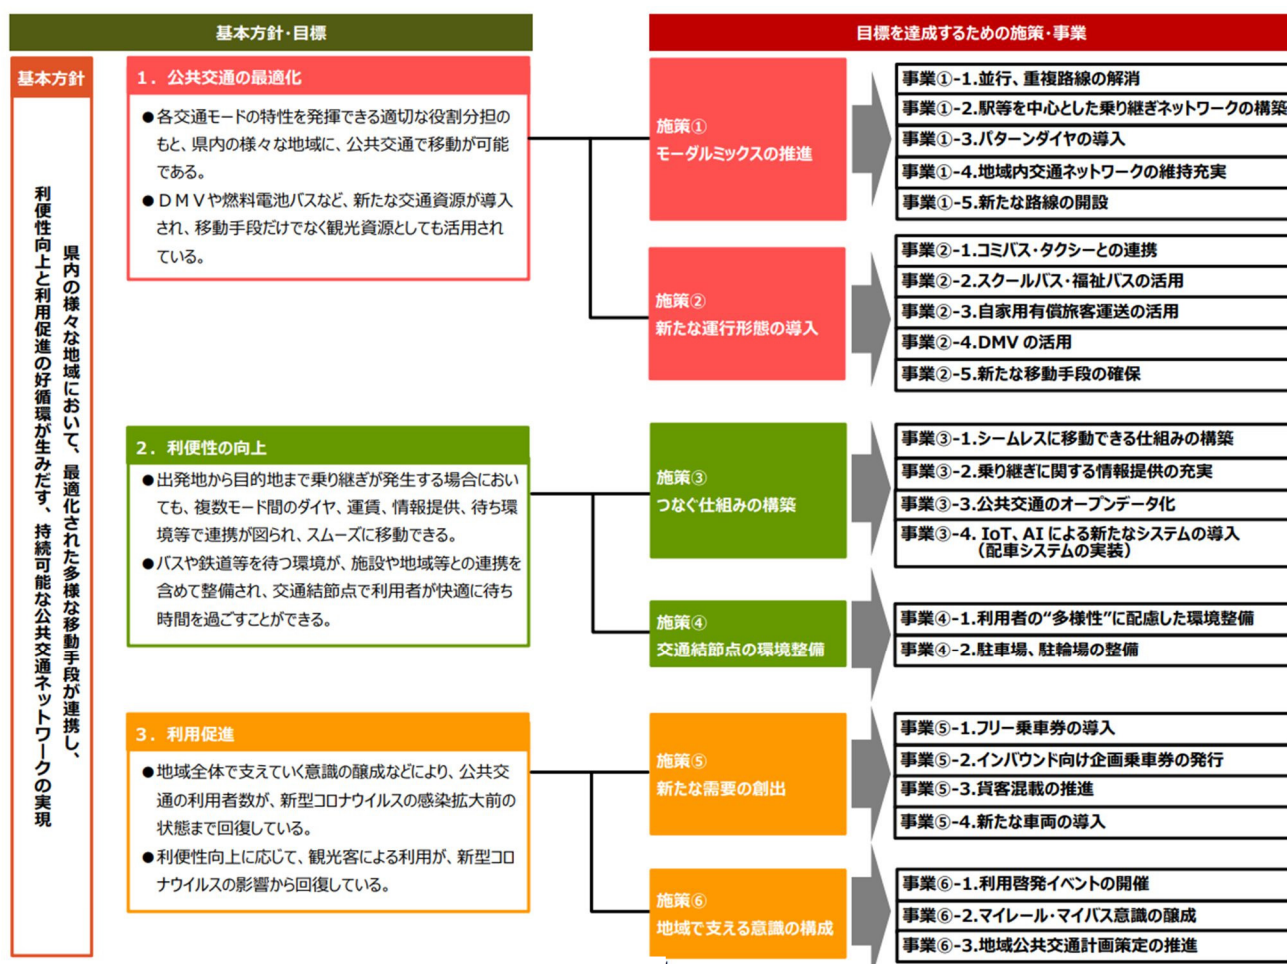 基本方針・目標
目標を達成するための施策・事業
基本方針
県内の様々な地域において、最適化された多様な移動手段が連携し、
利便性向上と利用促進の好循環が生みだす、持続可能な公共交通ネットワークの実現
1．公共交通の最適化
●各交通モードの特性を発揮できる適切な役割分担の
もと、県内の様々な地域に、公共交通で移動が可能
である。
●ＤＭＶや燃料電池バスなど、新たな交通資源が導入
され、移動手段だけでなく観光資源としても活用され
ている。
施策①
モーダルミックスの推進
事業①-1.並行、重複路線の解消
事業①-2.駅等を中心とした乗り継ぎネットワークの構築
事業①-3.パターンダイヤの導入
事業①-4.地域内交通ネットワークの維持充実
事業①-5.新たな路線の開設
施策②
新たな運行形態の導入
事業②-1.コミバス・タクシーとの連携
事業②-2.スクールバス・福祉バスの活用
事業②-3.自家用有償旅客運送の活用
事業②-4.DMV の活用
事業②-5.新たな移動手段の確保
2．利便性の向上
●出発地から目的地まで乗り継ぎが発生する場合におい
ても、複数モード間のダイヤ、運賃、情報提供、待ち環
境等で連携が図られ、スムーズに移動できる。
●バスや鉄道等を待つ環境が、施設や地域等との連携を
含めて整備され、交通結節点で利用者が快適に待ち
時間を過ごすことができる。
施策③
つなぐ仕組みの構築
事業③-1.シームレスに移動できる仕組みの構築
事業③-2.乗り継ぎに関する情報提供の充実
事業③-3.公共交通のオープンデータ化
事業③-4. IoT、AI による新たなシステムの導入
（配車システムの実装）
施策④
交通結節点の環境整備
事業④-1.利用者の“多様性”に配慮した環境整備
事業④-2.駐車場、駐輪場の整備
3．利用促進
●地域全体で支えていく意識の醸成などにより、公共交
通の利用者数が、新型コロナウイルスの感染拡大前の
状態まで回復している。
●利便性向上に応じて、観光客による利用が、新型コロ
ナウイルスの影響から回復している。
施策⑤
新たな需要の創出
事業⑤-1.フリー乗車券の導入
事業⑤-2.インバウンド向け企画乗車券の発行
事業⑤-3.貨客混載の推進
事業⑤-4.新たな車両の導入
施策⑥
地域で支える意識の構成
事業⑥-1.利用啓発イベントの開催
事業⑥-2.マイレール・マイバス意識の醸成
事業⑥-3.地域公共交通計画策定の推進